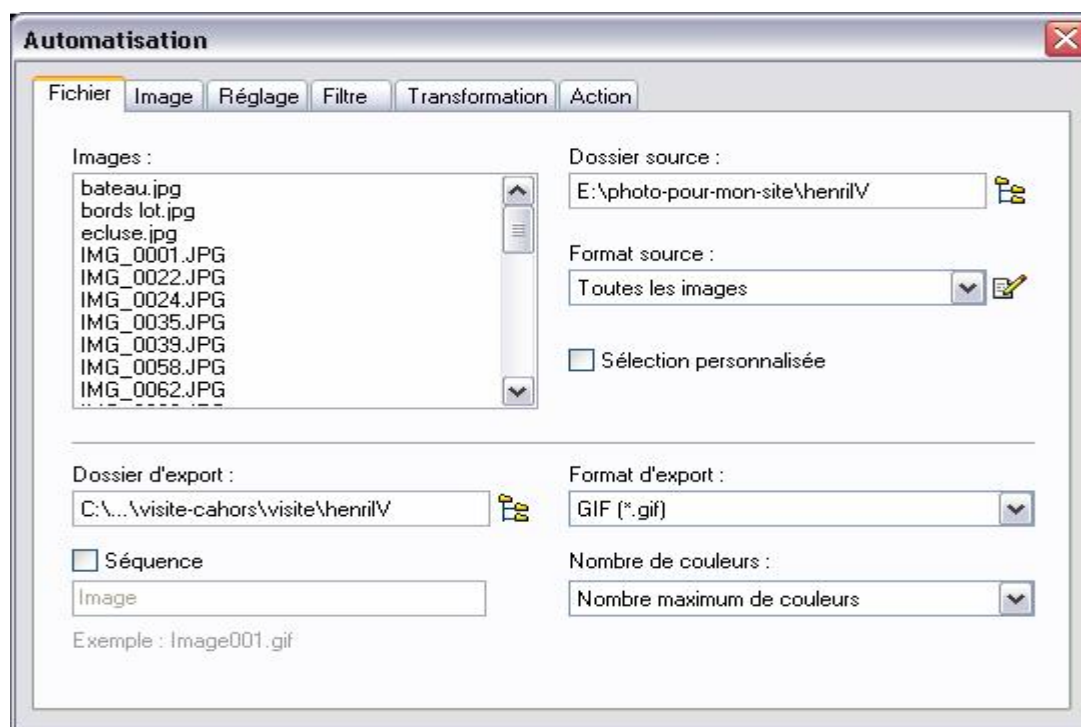 Automatisation
Fichier Image Réglage Filtre Transformation Action
Images :
bateau.jpg
bords lot.jpg
ecluse.jpg
IMG_0001.JPG
IMG_0022.JPG
IMG_0024.JPG
IMG_0035.JPG
IMG_0039.JPG
IMG_0058.JPG
IMG_0062.JPG
Dossier source :
E:\photo-pour-mon-site\henriIV
Format source :
Toutes les images
Sélection personnalisée
Dossier d'export :
C:\...\visite-cahors\visite\henriIV
Séquence
Image
Exemple : Image001.gif
Format d'export :
GIF (*.gif)
Nombre de couleurs :
Nombre maximum de couleurs